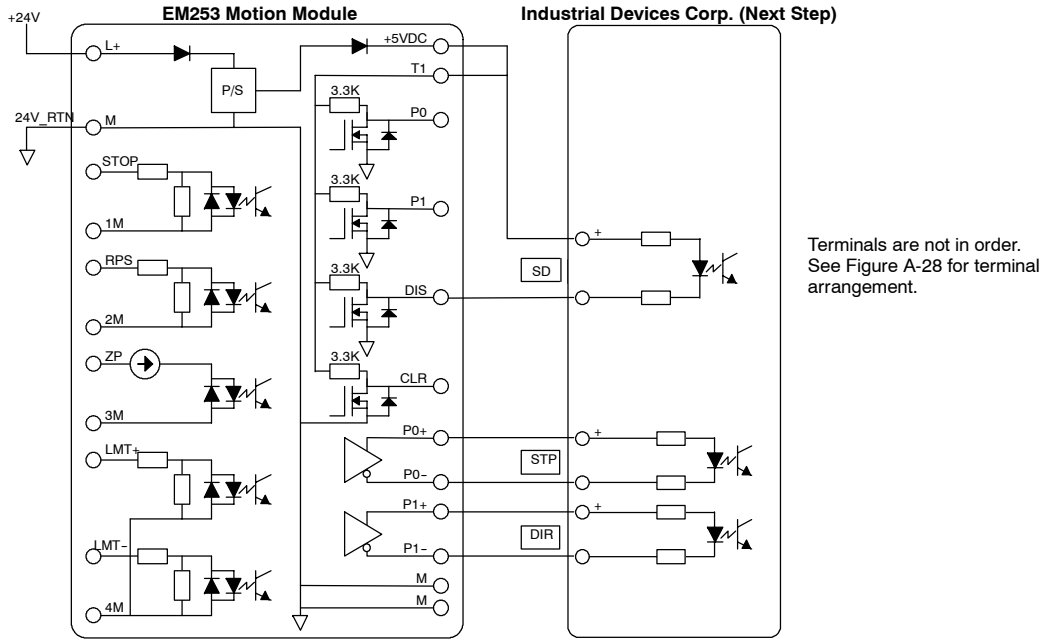 EM253 Motion Module
Industrial Devices Corp. (Next Step)
+24V
L+
P/S
24V_RTN
M
STOP
1M
RPS
2M
ZP
3M
LMT+
LMT−
4M
+5VDC
T1
3.3K
P0
3.3K
P1
3.3K
DIS
3.3K
CLR
P0+
P0−
P1+
P1−
M
M
+
SD
+
STP
+
DIR
Terminals are not in order.
See Figure A-28 for terminal
arrangement.